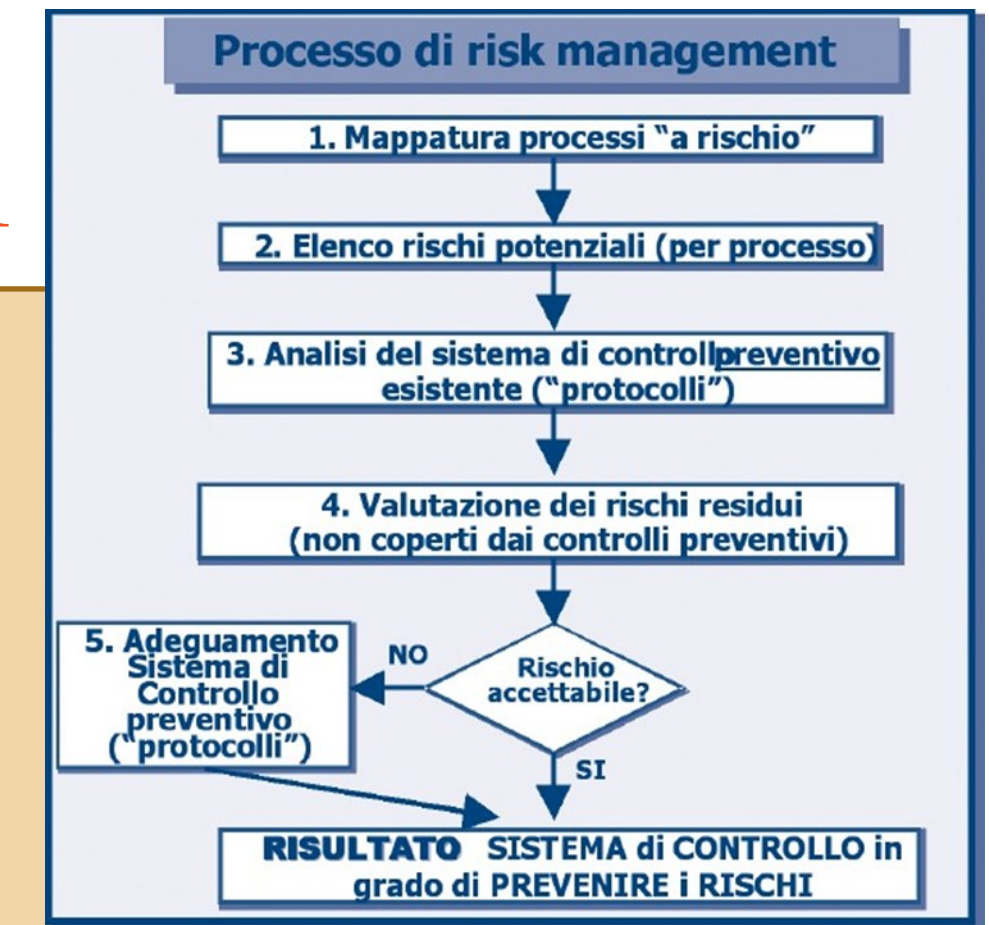 Processo di risk management
1. Mappatura processi “a rischio”
2. Elenco rischi potenziali (per processo)
3. Analisi del sistema di controllo preventivo
esistente (“protocolli”)
4. Valutazione dei rischi residui
(non coperti dai controlli preventivi)
Rischio
accettabile?
NO
5. Adeguamento
Sistema di
Controllo
preventivo
(“protocolli”)
SI
RISULTATO SISTEMA di CONTROLLO in
grado di PREVENIRE i RISCHI